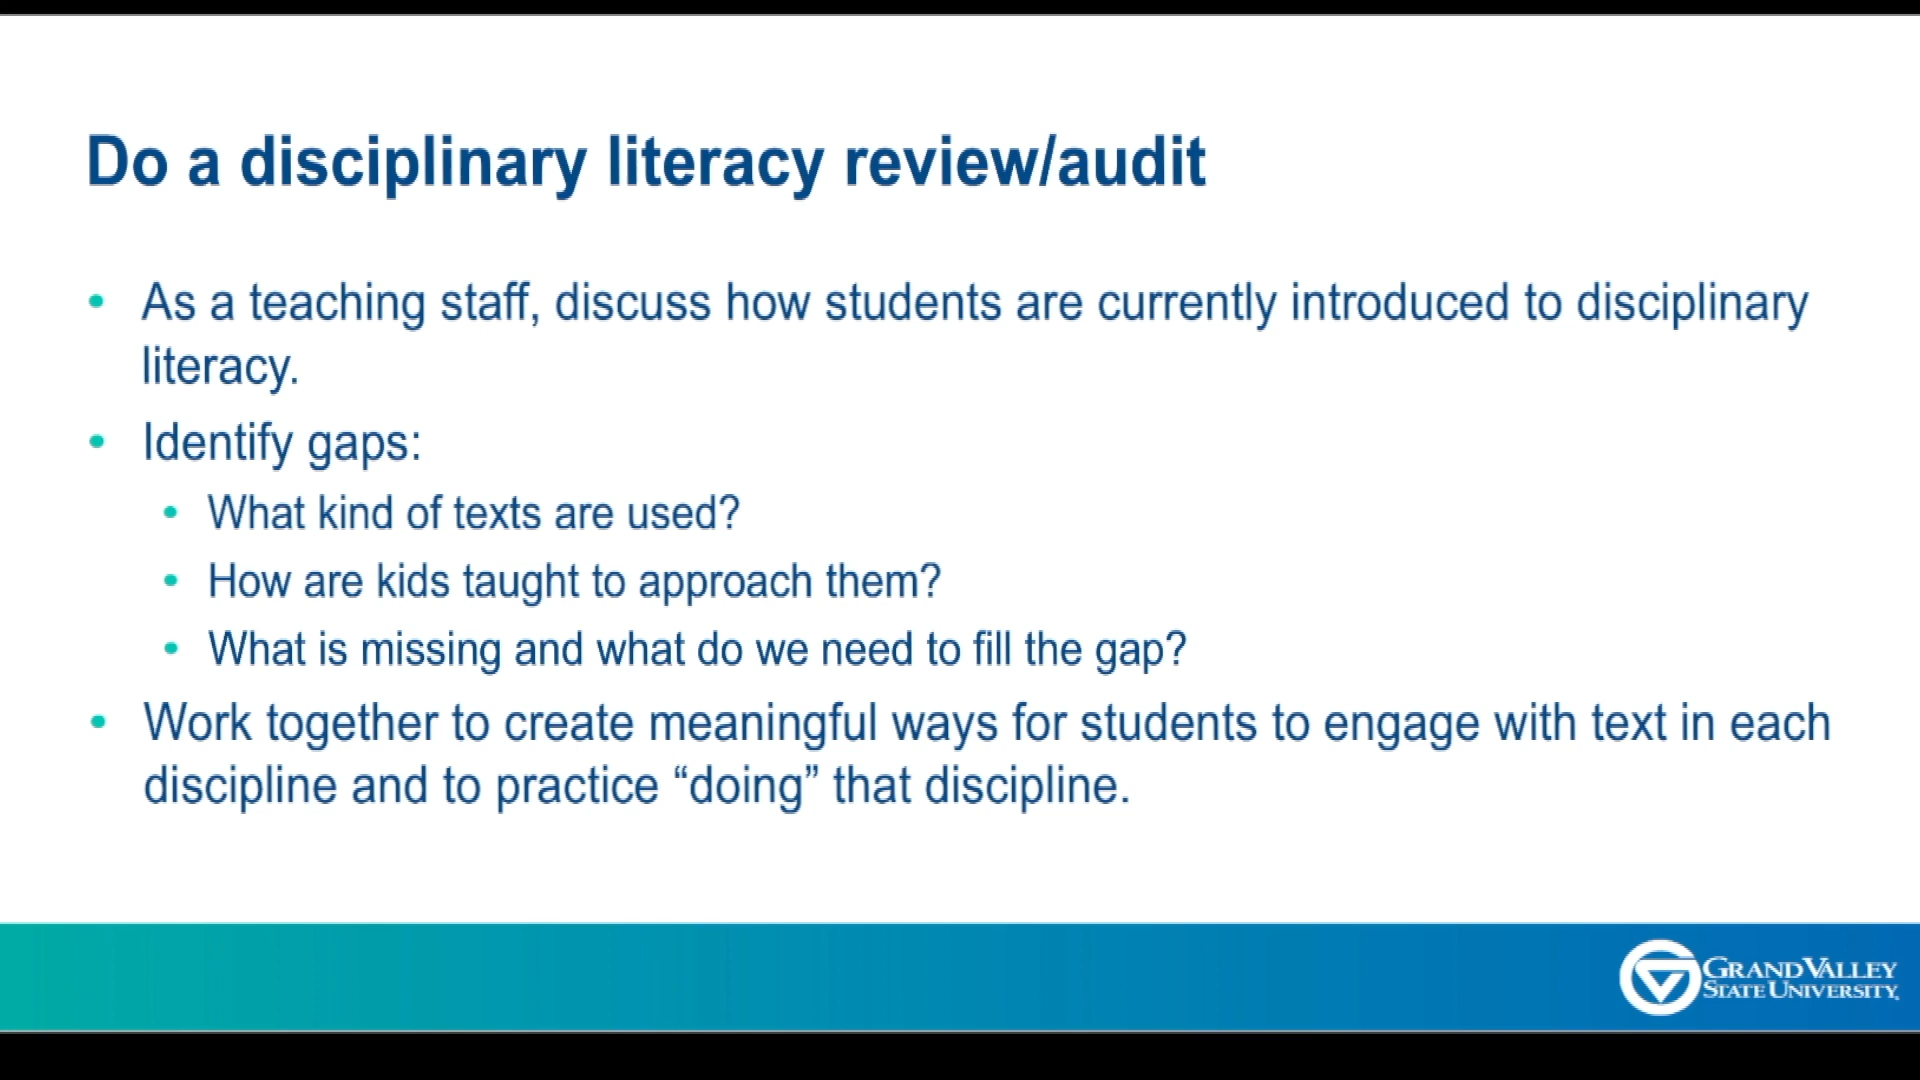 Do a disciplinary literacy review/audit
• As a teaching staff, discuss how students are currently introduced to disciplinary
literacy.
• Identify gaps:
• What kind of texts are used?
• How are kids taught to approach them?
• What is missing and what do we need to fill the gap?
• Work together to create meaningful ways for students to engage with text in each
discipline and to practice “doing” that discipline.
GRANDVALLEY
STATE UNIVERSITY